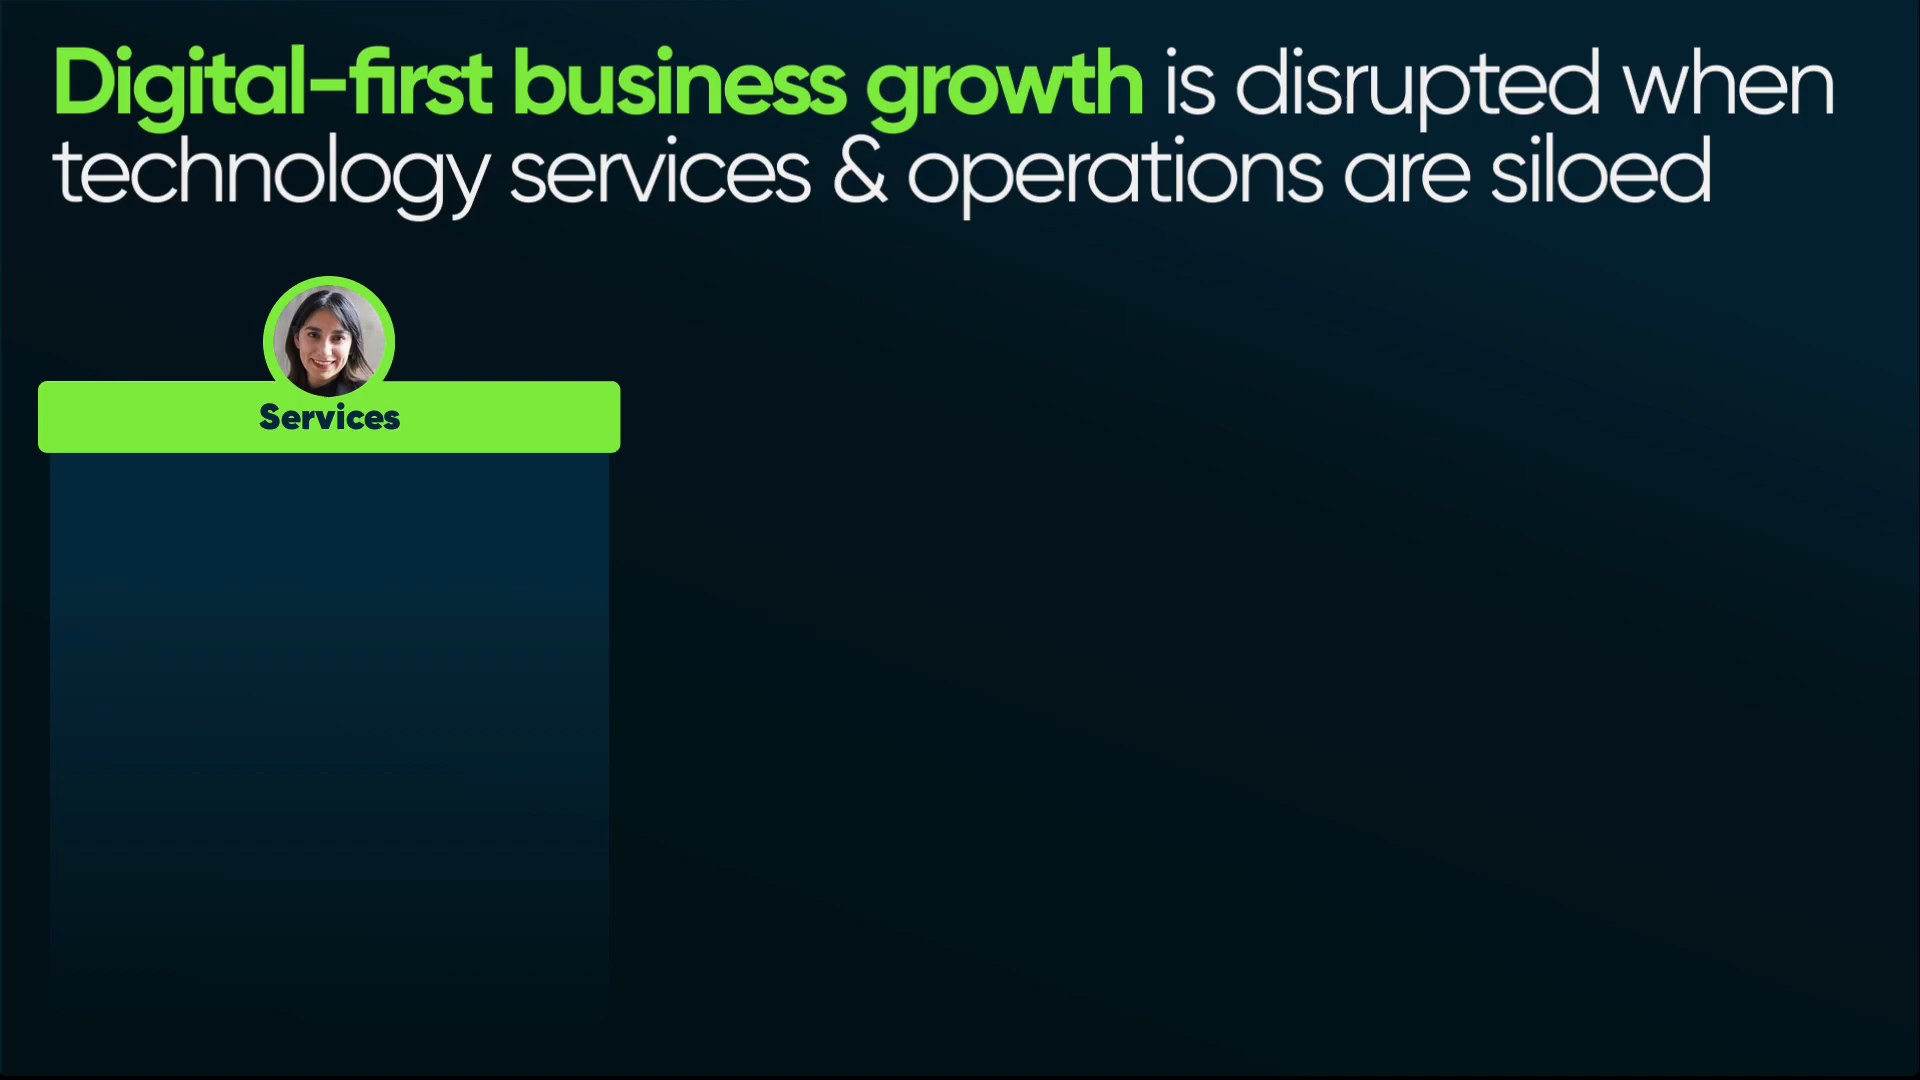 Digital-first business growth is disrupted when
technology services & operations are siloed
Services